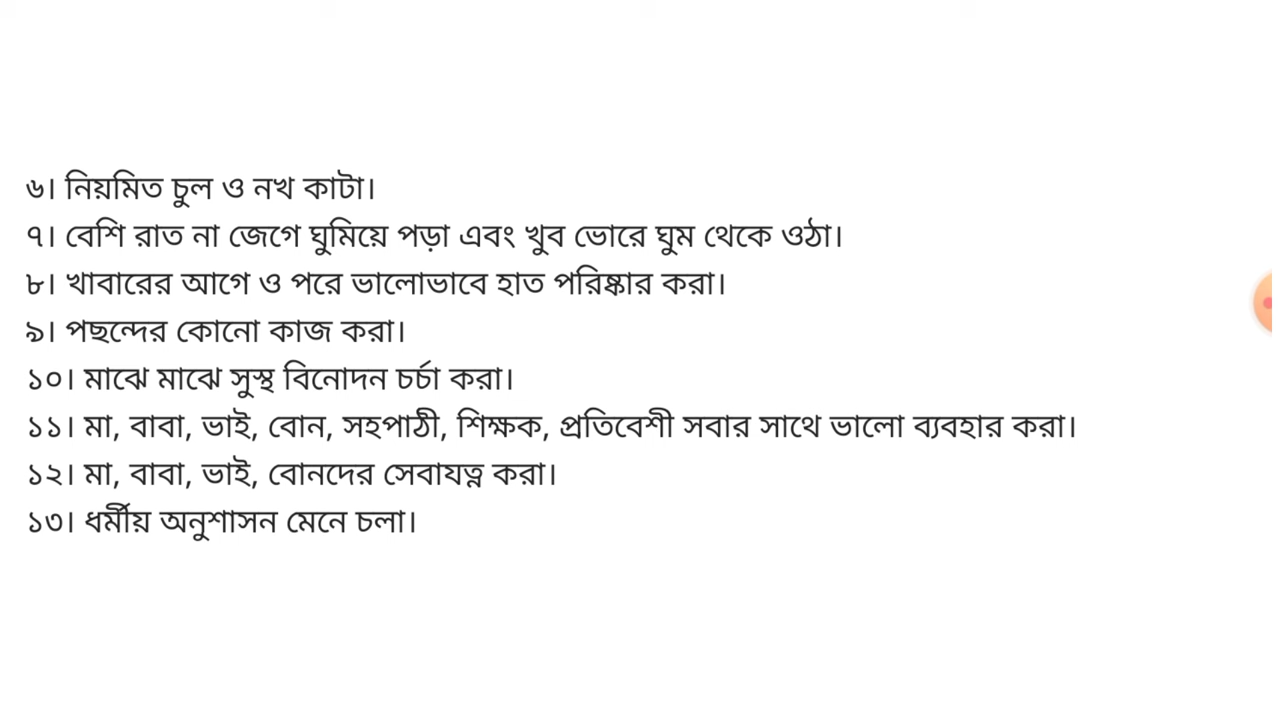 ৬। নিয়মিত চুল ও নখ কাটা।
৭। বেশি রাত না জেগে ঘুমিয়ে পড়া এবং খুব ভোরে ঘুম থেকে ওঠা।
৮। খাবারের আগে ও পরে ভালোভাবে হাত পরিষ্কার করা।
৯। পছন্দের কোনো কাজ করা।
১০। মাঝে মাঝে সুস্থ বিনোদন চর্চা করা।
১১। মা, বাবা, ভাই, বোন, সহপাঠী, শিক্ষক, প্রতিবেশী সবার সাথে ভালো ব্যবহার করা।
১২। মা, বাবা, ভাই, বোনদের সেবাযত্ন করা।
১৩। ধর্মীয় অনুশাসন মেনে চলা।